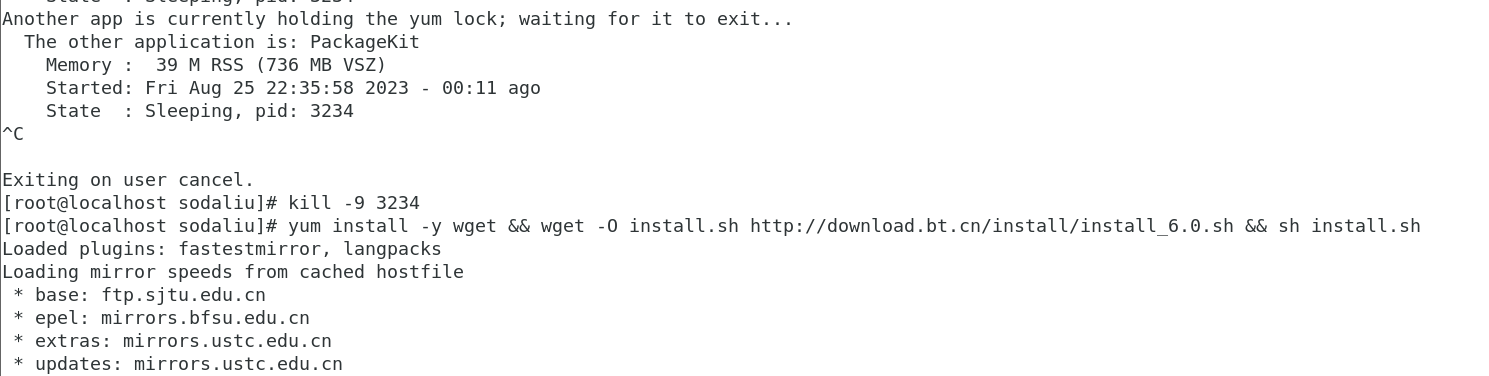 State  : Sleeping, pid: 3234
Another app is currently holding the yum lock; waiting for it to exit...
  The other application is: PackageKit
    Memory :  39 M RSS (736 MB VSZ)
    Started: Fri Aug 25 22:35:58 2023 - 00:11 ago
    State  : Sleeping, pid: 3234
^C

Exiting on user cancel.
[root@localhost sodaliu]# kill -9 3234
[root@localhost sodaliu]# yum install -y wget && wget -O install.sh http://download.bt.cn/install/install_6.0.sh && sh install.sh
Loaded plugins: fastestmirror, langpacks
Loading mirror speeds from cached hostfile
 * base: ftp.sjtu.edu.cn
 * epel: mirrors.bfsu.edu.cn
 * extras: mirrors.ustc.edu.cn
 * updates: mirrors.ustc.edu.cn